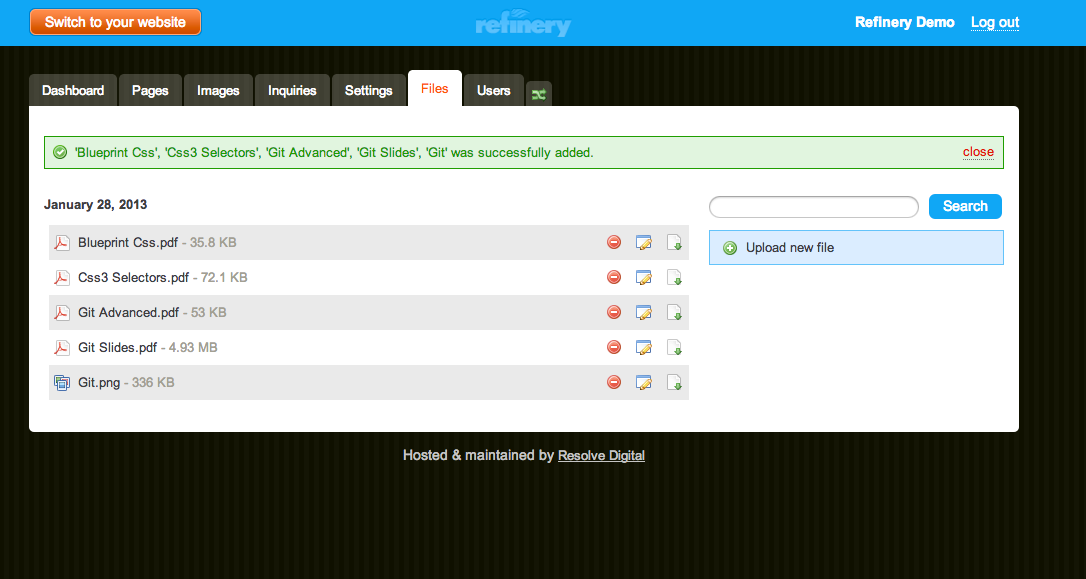 Switch to your website
refinery
Refinery Demo Log out
Dashboard Pages Images Inquiries Settings Files Users
'Blueprint Css', 'Css3 Selectors', 'Git Advanced', 'Git Slides', 'Git' was successfully added. close
January 28, 2013
Search
Blueprint Css.pdf - 35.8 KB
Upload new file
Css3 Selectors.pdf - 72.1 KB
Git Advanced.pdf - 53 KB
Git Slides.pdf - 4.93 MB
Git.png - 336 KB
Hosted & maintained by Resolve Digital